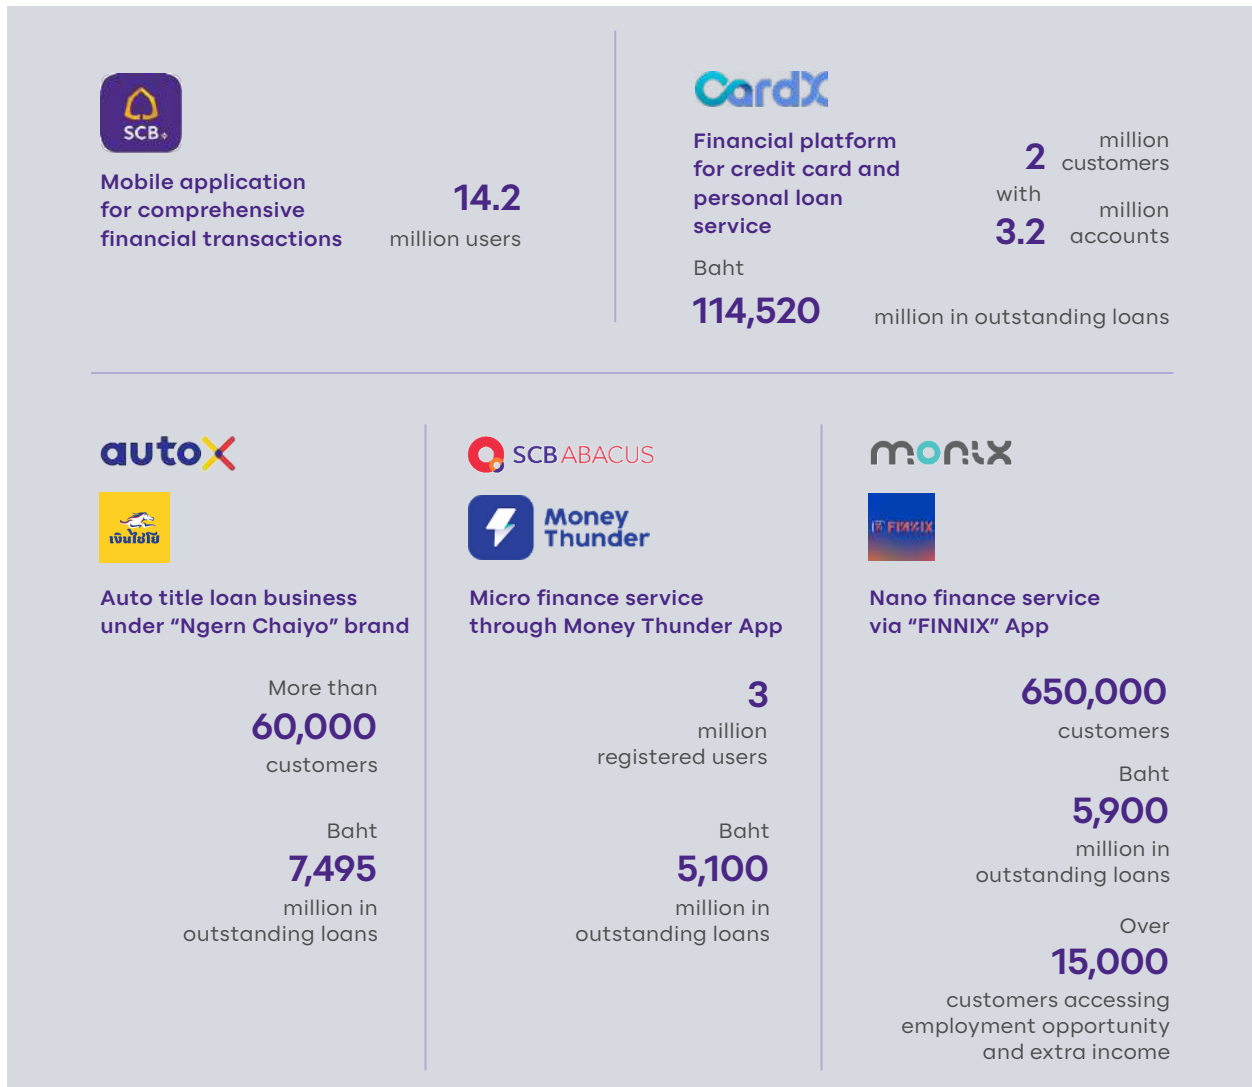 SCB
Mobile application
for comprehensive
financial transactions
14.2
million users
CardX
Financial platform
for credit card and
personal loan
service
2 million
customers
with
3.2 million
accounts
Baht
114,520 million in outstanding loans
autoX
เงินไชโย
Auto title loan business
under “Ngern Chaiyo” brand
More than
60,000
customers
Baht
7,495
million in
outstanding loans
SCB ABACUS
Money
Thunder
Micro finance service
through Money Thunder App
3
million
registered users
Baht
5,100
million in
outstanding loans
monix
FINNIX
Nano finance service
via “FINNIX” App
650,000
customers
Baht
5,900
million in
outstanding loans
Over
15,000
customers accessing
employment opportunity
and extra income